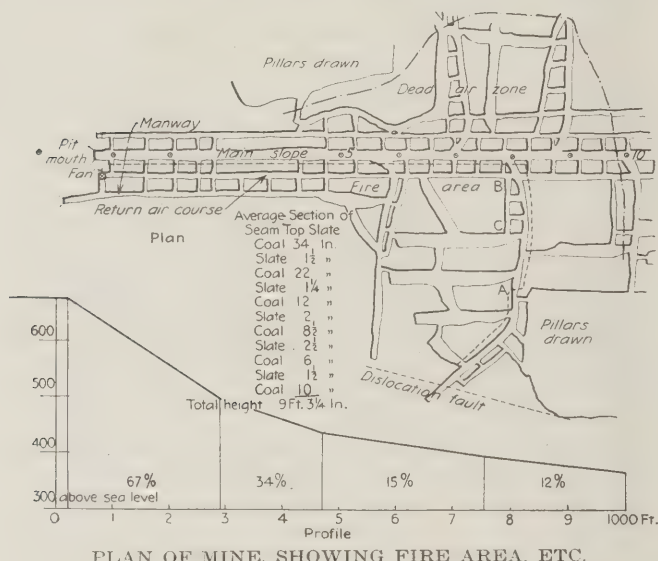 Pillars drawn
Dead air zone
Manway
Pit
mouth
Main slope
5
10
Fan
Fire area
B
Return air course
C
Plan
Average Section of
Seam Top Slate
Coal 34 In.
Slate 1½ "
Coal 22 "
Slate 1¼ "
Coal 12 "
Slate 2 "
Coal 8½ "
Slate 2½ "
Coal 6 "
Slate 1½ "
Coal 10 "
Total height 9Ft. 3¼ In.
A
Pillars
drawn
Dislocation fault
600
500
400
300
above sea level
67%
34%
15%
12%
0 1 2 3 4 5 6 7 8 9 1000 Ft.
Profile
PLAN OF MINE, SHOWING FIRE AREA, ETC.